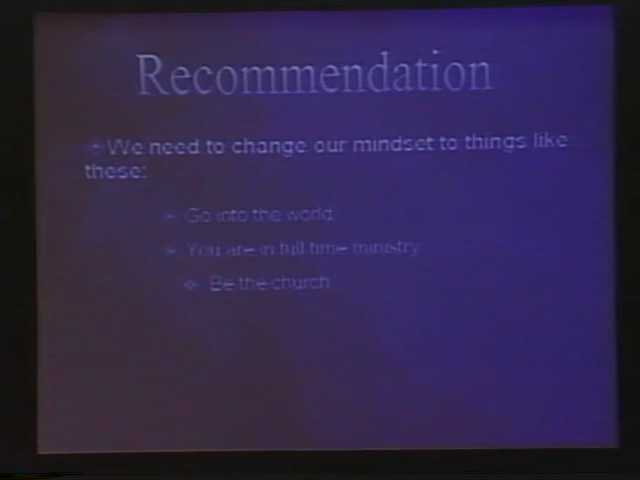 Recommendation
We need to change our mindset to things like
these:
Go into the world
You are in full time ministry
Be the church